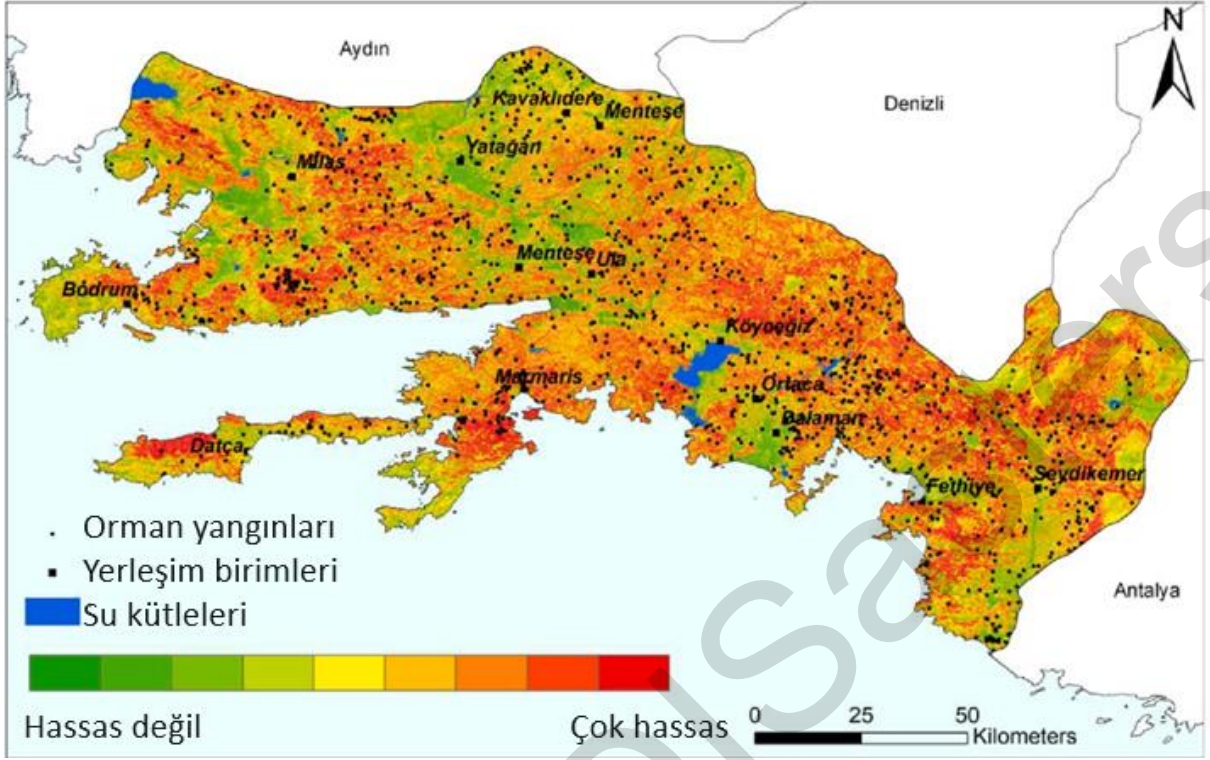 N
Aydın
Denizli
Kavaklıdere
Menteşe
Yatağan
Milas
Menteşe
Ula
Bodrum
Köyceğiz
Marmaris
Ortaca
Dalaman
Datça
Seydikemer
Fethiye
Antalya
Orman yangınları
Yerleşim birimleri
Su kütleleri
Hassas değil
Çok hassas
0 25 50
Kilometers